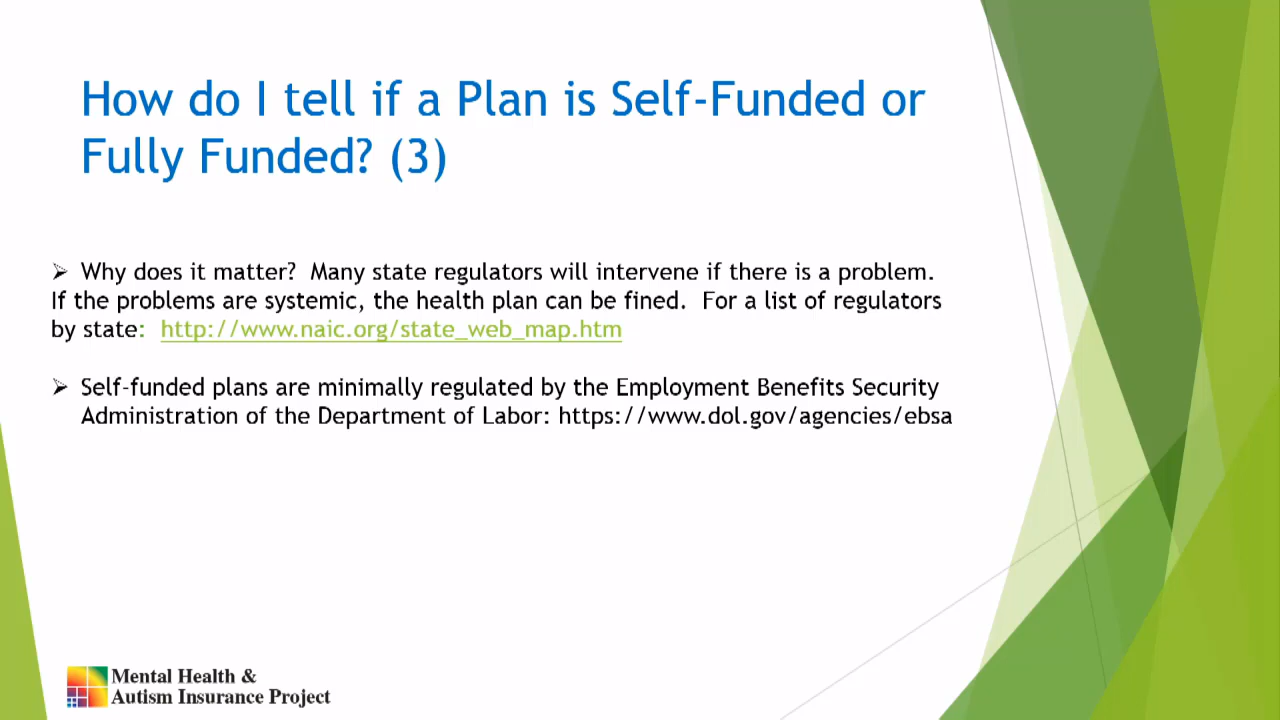 How do I tell if a Plan is Self-Funded or
Fully Funded? (3)
➢ Why does it matter? Many state regulators will intervene if there is a problem.
If the problems are systemic, the health plan can be fined. For a list of regulators
by state: http://www.naic.org/state_web_map.htm
➢ Self-funded plans are minimally regulated by the Employment Benefits Security
Administration of the Department of Labor: https://www.dol.gov/agencies/ebsa
Mental Health &
Autism Insurance Project